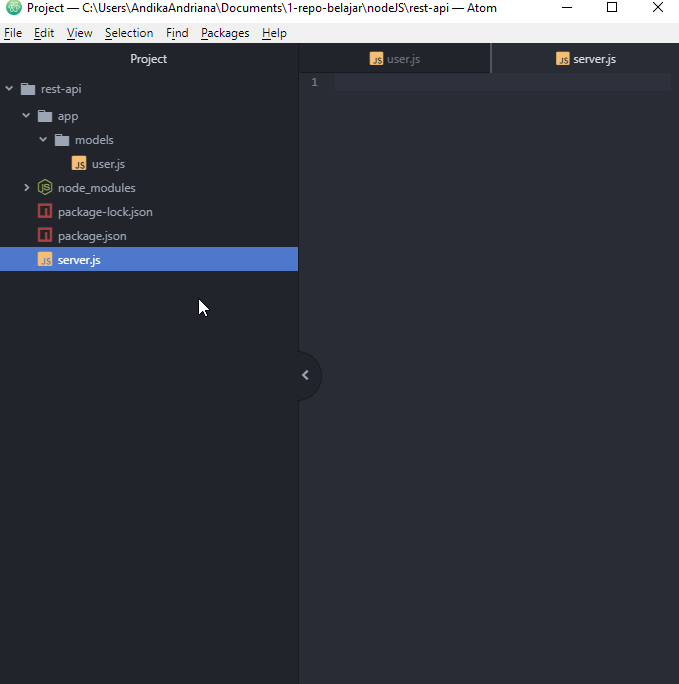 Project — C:\Users\AndikaAndriana\Documents\1-repo-belajar\nodeJS\rest-api — Atom
File Edit View Selection Find Packages Help
Project
user.js
server.js
1
rest-api
app
models
JS user.js
node_modules
package-lock.json
package.json
JS server.js